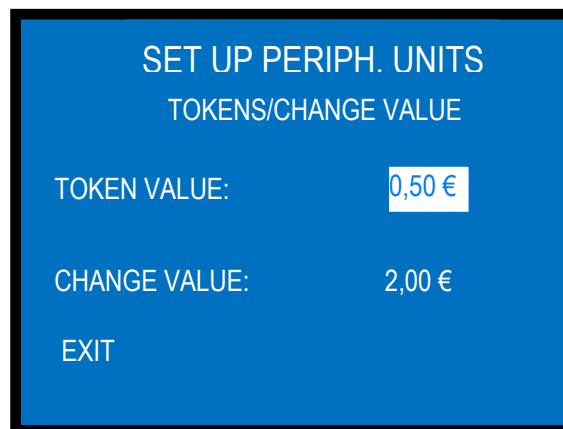 SET UP PERIPH. UNITS
TOKENS/CHANGE VALUE
TOKEN VALUE: 0,50 €
CHANGE VALUE: 2,00 €
EXIT